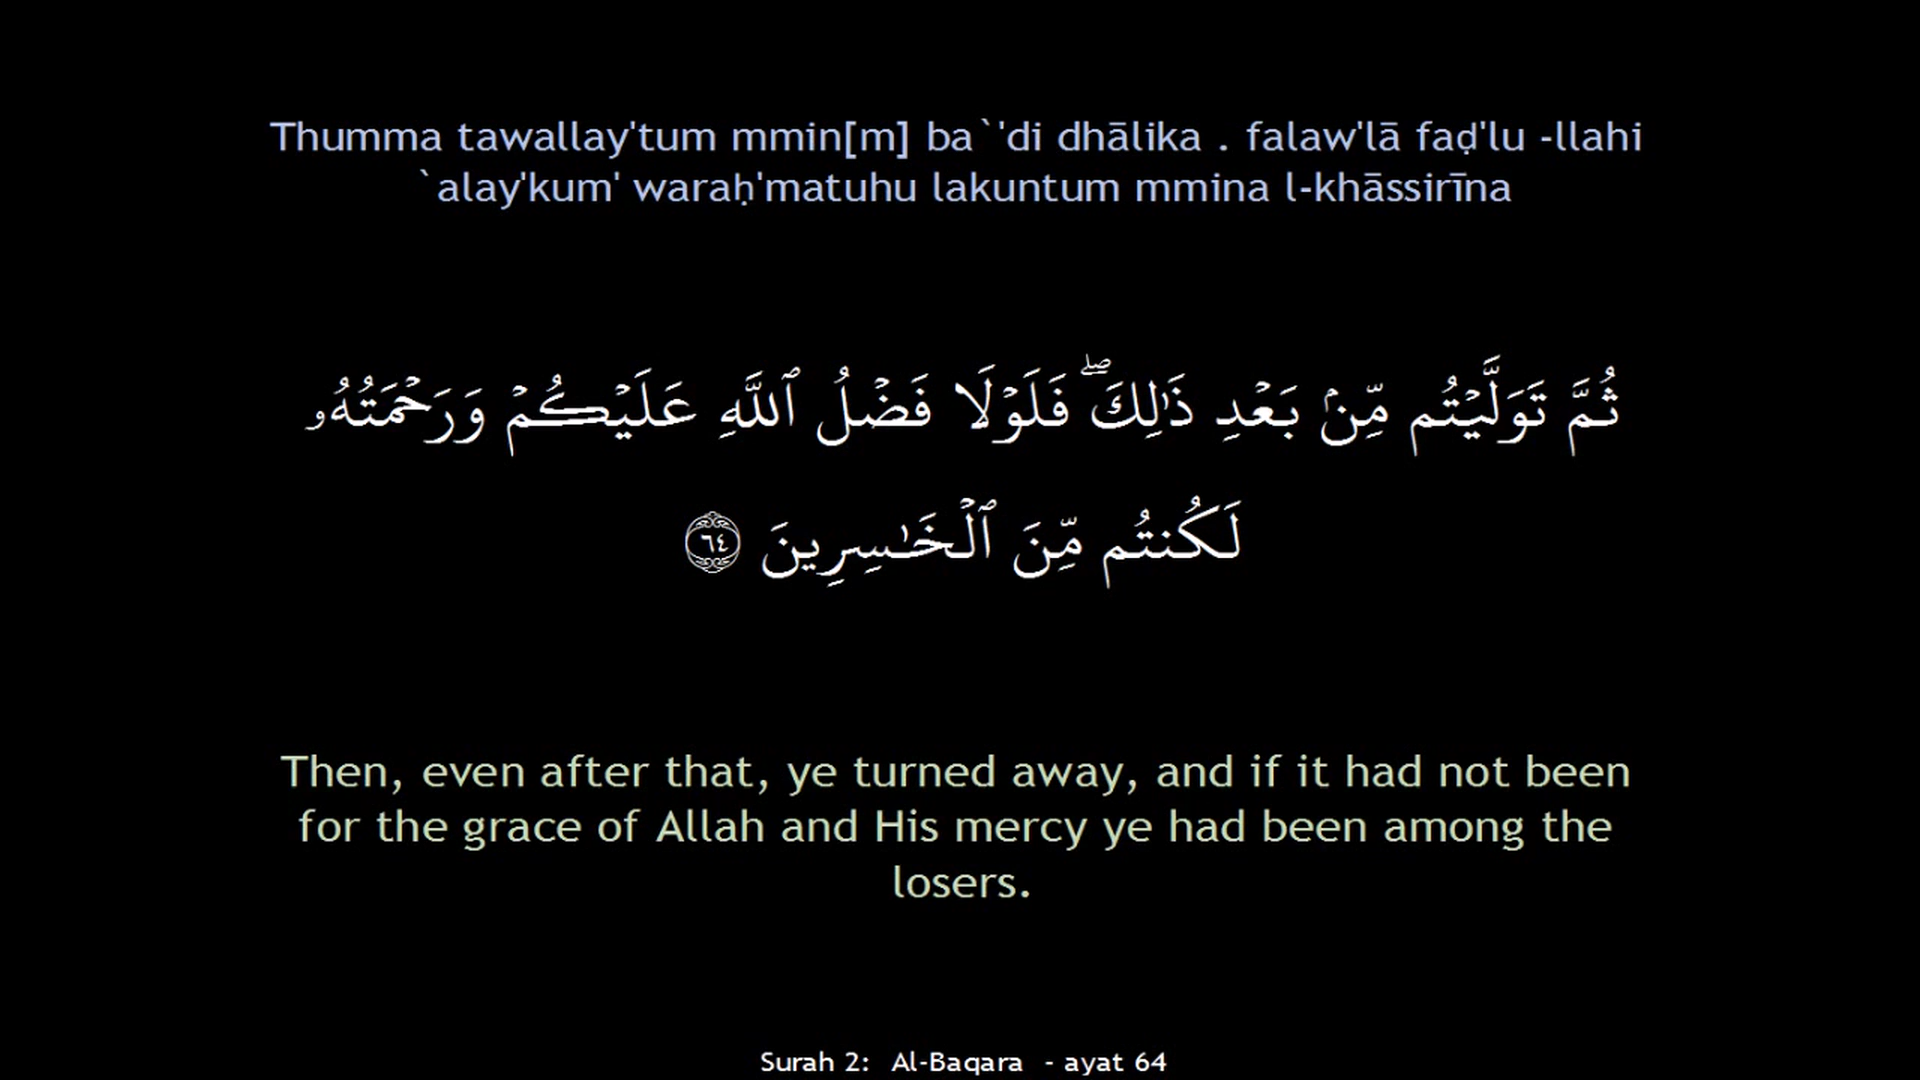 Thumma tawallay'tum mmin[m] ba`'di dhālika . falaw'lā faḍ'lu -llahi
`alay'kum' waraḥ'matuhu lakuntum mmina l-khāssirīna
ثُمَّ تَوَلَّيْتُم مِّنۢ بَعْدِ ذَٰلِكَ ۖ فَلَوْلَا فَضْلُ ٱللَّهِ عَلَيْكُمْ وَرَحْمَتُهُۥ
لَكُنتُم مِّنَ ٱلْخَـٰسِرِينَ ٦٤
Then, even after that, ye turned away, and if it had not been
for the grace of Allah and His mercy ye had been among the
losers.
Surah 2: Al-Baqara - ayat 64